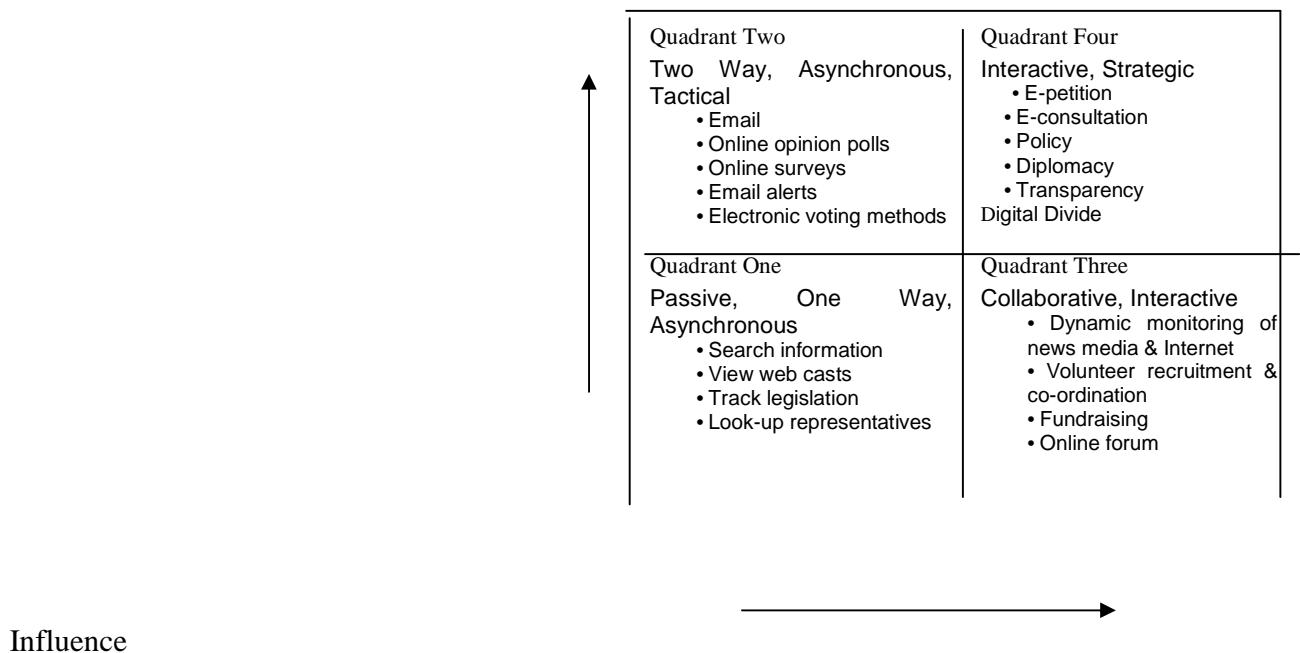 Quadrant Two
Two Way, Asynchronous,
Tactical
• Email
• Online opinion polls
• Online surveys
• Email alerts
• Electronic voting methods
Quadrant Four
Interactive, Strategic
• E-petition
• E-consultation
• Policy
• Diplomacy
• Transparency
Digital Divide
Quadrant One
Passive, One Way,
Asynchronous
• Search information
• View web casts
• Track legislation
• Look-up representatives
Quadrant Three
Collaborative, Interactive
• Dynamic monitoring of
news media & Internet
• Volunteer recruitment &
co-ordination
• Fundraising
• Online forum
Influence